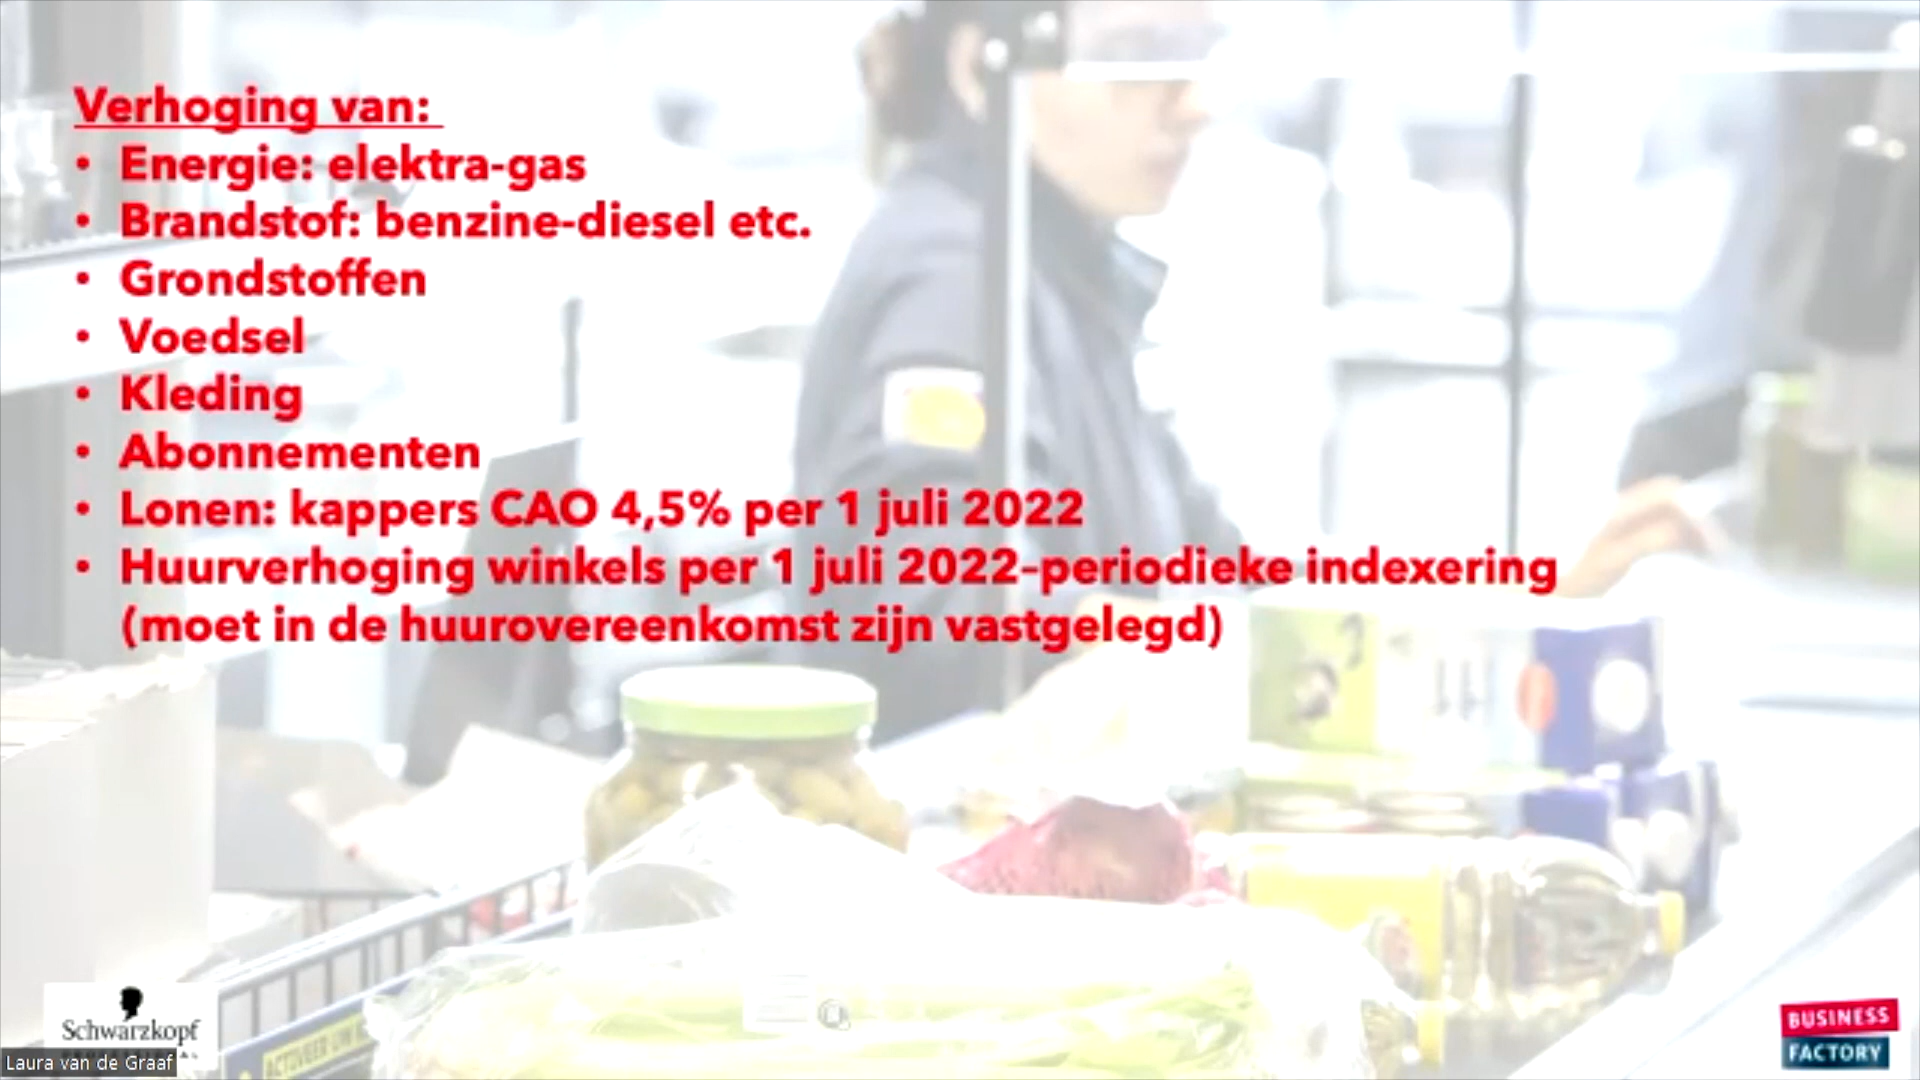 Verhoging van:
• Energie: elektra-gas
• Brandstof: benzine-diesel etc.
• Grondstoffen
• Voedsel
• Kleding
• Abonnementen
• Lonen: kappers CAO 4,5% per 1 juli 2022
• Huurverhoging winkels per 1 juli 2022-periodieke indexering
(moet in de huurovereenkomst zijn vastgelegd)
ACTIVEER UW
Schwarzkopf
Laura van de Graaf
BUSINESS
FACTORY